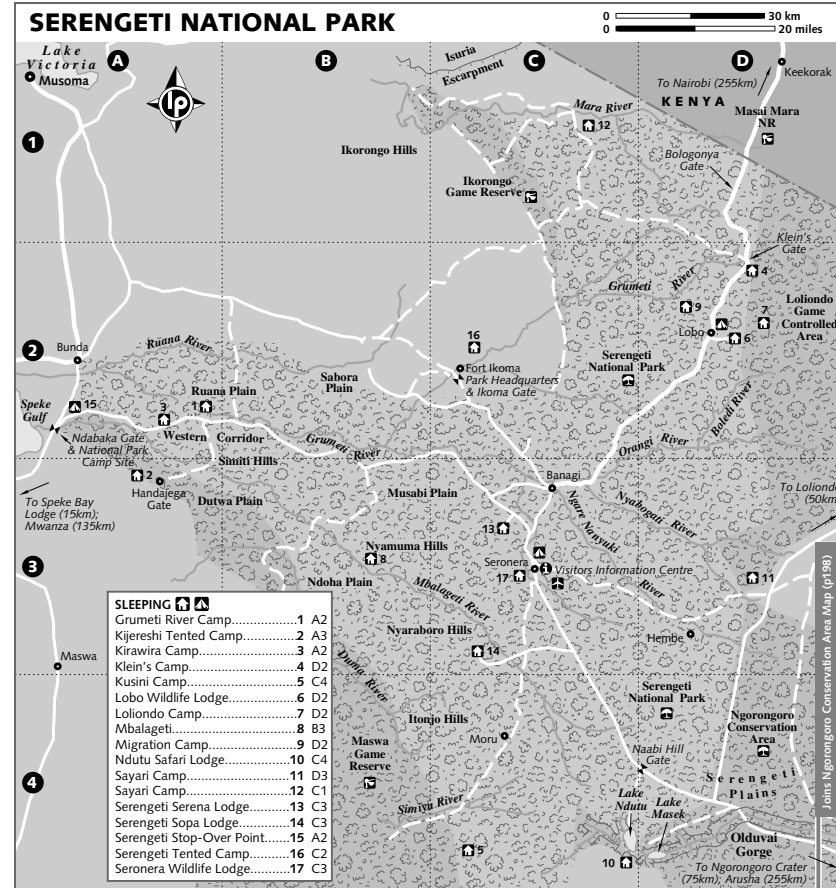 SERENGETI NATIONAL PARK
0 30 km
0 20 miles
Lake
Victoria
A
B
C
D
Musoma
lp
Isuria
Escarpment
To Nairobi (255km)
Keekorok
KENYA
Masai Mara
NR
Mara River
12
1
Ikorongo Hills
Bologonya
Gate
Ikorongo
Game Reserve
Klein's
Gate
4
Grumeti River
9
7
Loliondo
Game
Controlled
Area
Lobo
6
16
2
Bunda
Ruana River
Fort Ikoma
Park Headquarters
& Ikoma Gate
Serengeti
National Park
Sabora
Plain
Ruana Plain
Speke
Gulf
15
3
1
Boledi River
Ndabaka Gate
& National Park
Camp Site
Western Corridor
Grumeti River
Orangi River
Simiti Hills
2
Handajega
Gate
Banagi
To Speke Bay
Lodge (15km);
Mwanza (135km)
Dutwa Plain
Musabi Plain
Ngare Nanyuki River
Nyabogati River
To Loliondo
(50km)
13
3
Nyamuma Hills
8
Seronera
17
i
Visitors Information Centre
11
Ndoha Plain
Mbalageti River
Hembe
Nyaraboro Hills
14
Maswa
Duma River
Serengeti
National Park
Itonjo Hills
Moru
Ngorongoro
Conservation
Area
Maswa
Game
Reserve
Naabi Hill
Gate
4
Serengeti
Plains
Simiyu River
Lake
Ndutu
Lake
Masek
Olduvai
Gorge
5
10
To Ngorongoro Crater
(75km); Arusha (255km)
Joins Ngorongoro Conservation Area Map (p198)
SLEEPING
Grumeti River Camp..................1 A2
Kijereshi Tented Camp..............2 A3
Kirawira Camp..........................3 A2
Klein's Camp............................4 D2
Kusini Camp.............................5 C4
Lobo Wildlife Lodge..................6 D2
Loliondo Camp.........................7 D2
Mbalageti.................................8 B3
Migration Camp.......................9 D2
Ndutu Safari Lodge.................10 C4
Sayari Camp...........................11 D3
Sayari Camp...........................12 C1
Serengeti Serena Lodge..........13 C3
Serengeti Sopa Lodge.............14 C3
Serengeti Stop-Over Point......15 A2
Serengeti Tented Camp..........16 C2
Seronera Wildlife Lodge.........17 C3